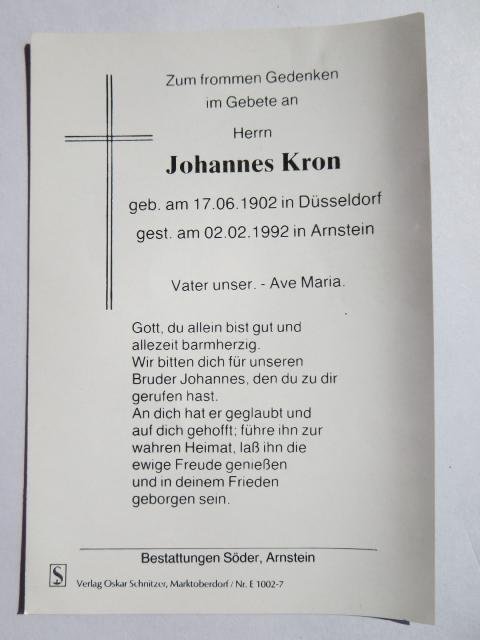 Zum frommen Gedenken
im Gebete an
Herrn
Johannes Kron
geb. am 17.06.1902 in Düsseldorf
gest. am 02.02.1992 in Arnstein
Vater unser. - Ave Maria.
Gott, du allein bist gut und
allezeit barmherzig.
Wir bitten dich für unseren
Bruder Johannes, den du zu dir
gerufen hast.
An dich hat er geglaubt und
auf dich gehofft; führe ihn zur
wahren Heimat, laß ihn die
ewige Freude genießen
und in deinem Frieden
geborgen sein.
Bestattungen Söder, Arnstein
Verlag Oskar Schnitzer, Marktoberdorf / Nr. E 1002-7